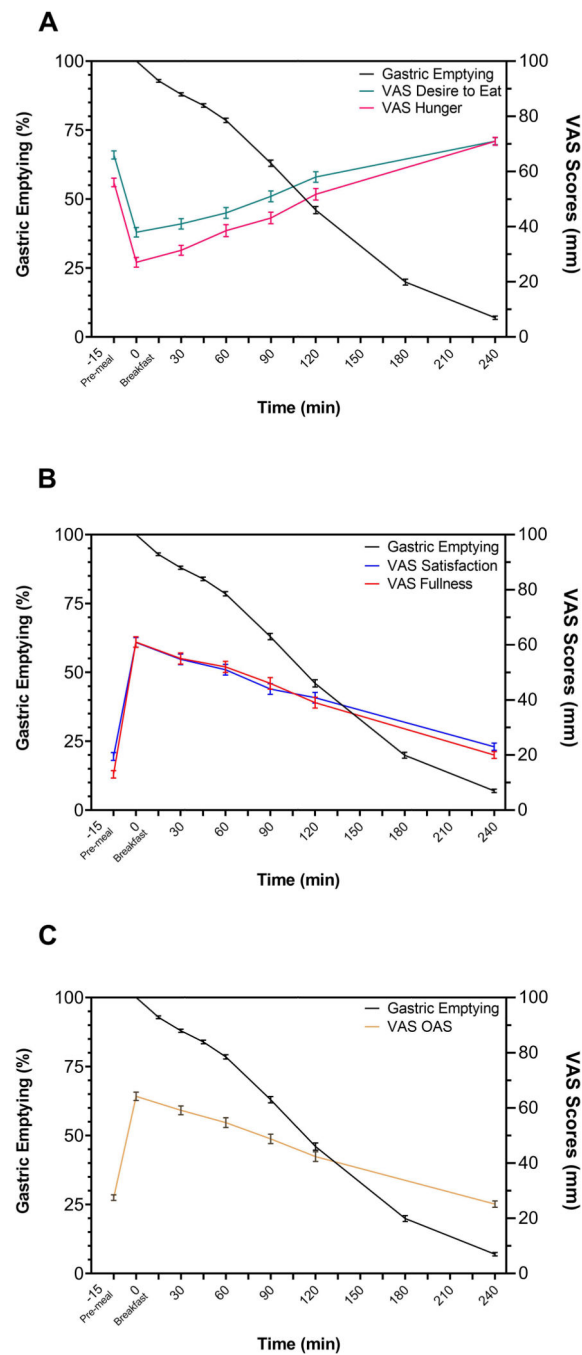 A
Gastric Emptying (%)
100
75
50
25
0
Gastric Emptying
VAS Desire to Eat
VAS Hunger
100
80
60
40
20
0
VAS Scores (mm)
-15
Pre-meal
0
Breakfast
30
60
90
120
150
180
210
240
Time (min)
B
Gastric Emptying (%)
100
75
50
25
0
Gastric Emptying
VAS Satisfaction
VAS Fullness
100
80
60
40
20
0
VAS Scores (mm)
-15
Pre-meal
0
Breakfast
30
60
90
120
150
180
210
240
Time (min)
C
Gastric Emptying (%)
100
75
50
25
0
Gastric Emptying
VAS OAS
100
80
60
40
20
0
VAS Scores (mm)
-15
Pre-meal
0
Breakfast
30
60
90
120
150
180
210
240
Time (min)